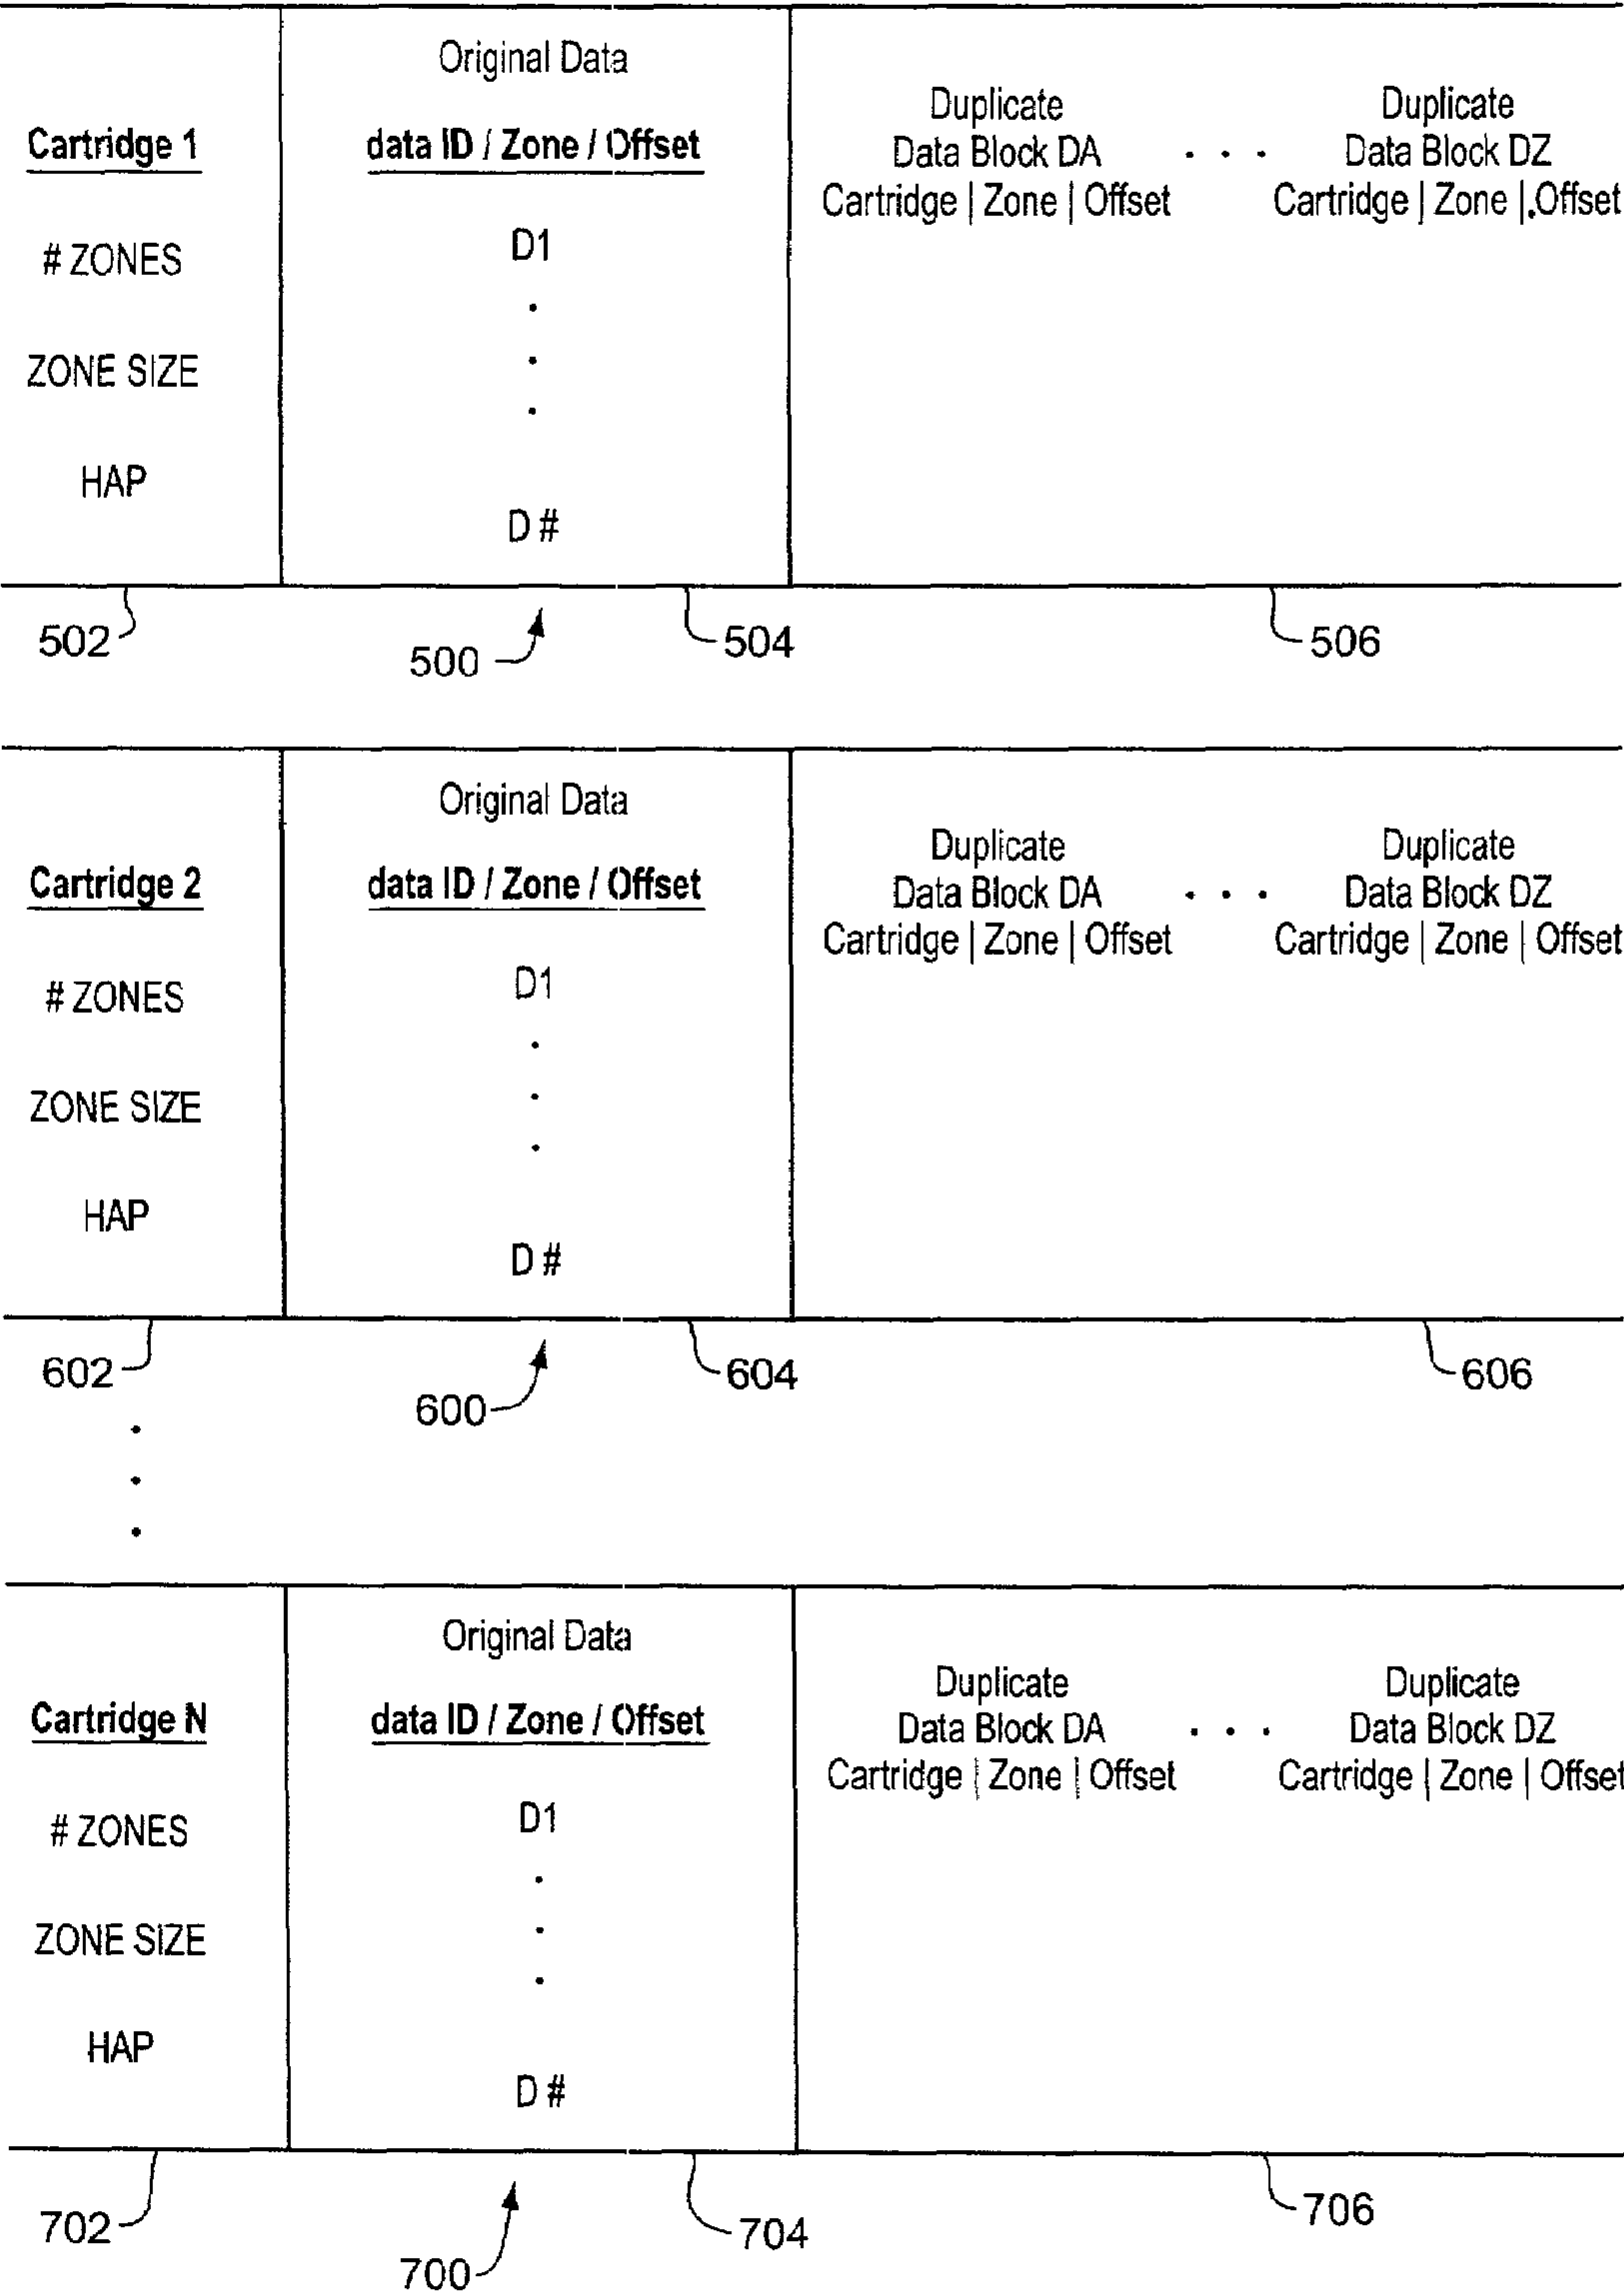 Original Data
Cartridge 1
data ID / Zone / Offset
Duplicate
Data Block DA
Cartridge | Zone | Offset
. . .
Duplicate
Data Block DZ
Cartridge | Zone |.Offset
# ZONES
D1
ZONE SIZE
HAP
D #
502
500
504
506
Original Data
Cartridge 2
data ID / Zone / Offset
Duplicate
Data Block DA
Cartridge | Zone | Offset
. . .
Duplicate
Data Block DZ
Cartridge | Zone | Offset
# ZONES
D1
ZONE SIZE
HAP
D #
602
600
604
606
Original Data
Cartridge N
data ID / Zone / Offset
Duplicate
Data Block DA
Cartridge | Zone | Offset
. . .
Duplicate
Data Block DZ
Cartridge | Zone | Offset
# ZONES
D1
ZONE SIZE
HAP
D #
702
700
704
706